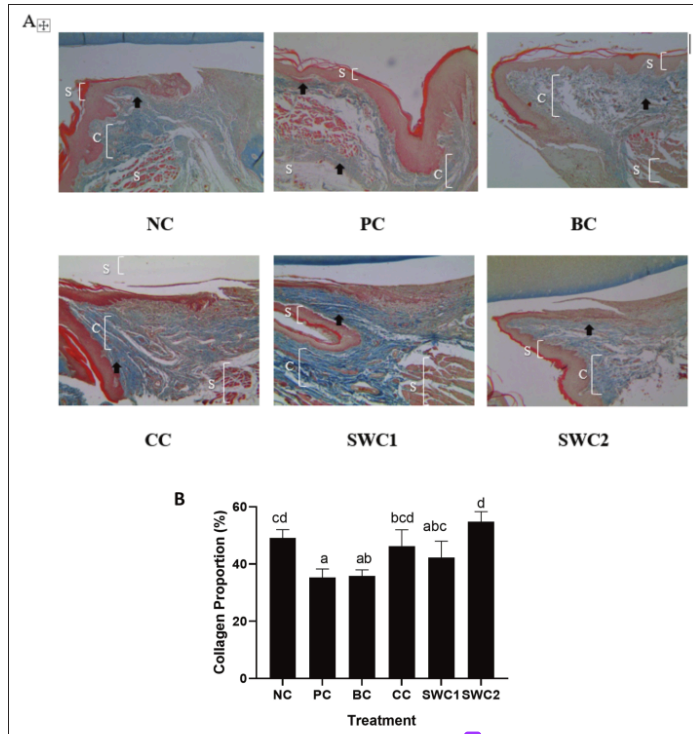 A
S
C
S
S
C
S
S
C
S
NC
PC
BC
S
C
S
S
C
S
S
C
CC
SWC1
SWC2
B
Collagen Proportion (%)
60
40
20
0
cd
a
ab
bcd
abc
d
NC PC BC CC SWC1 SWC2
Treatment